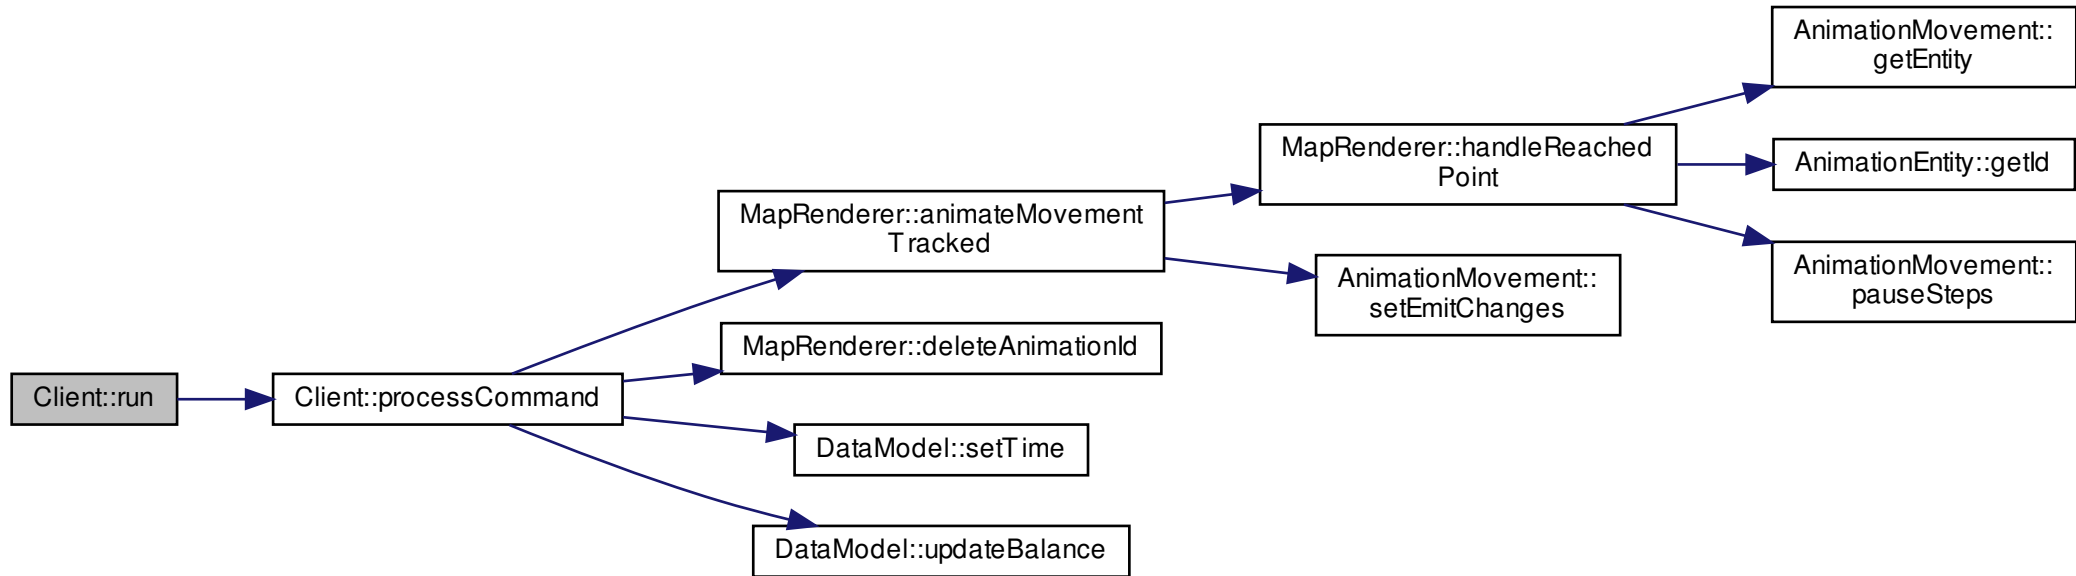 Client::run
Client::processCommand
MapRenderer::animateMovement
Tracked
MapRenderer::deleteAnimationId
DataModel::setTime
DataModel::updateBalance
MapRenderer::handleReached
Point
AnimationMovement::
setEmitChanges
AnimationMovement::
getEntity
AnimationEntity::getId
AnimationMovement::
pauseSteps